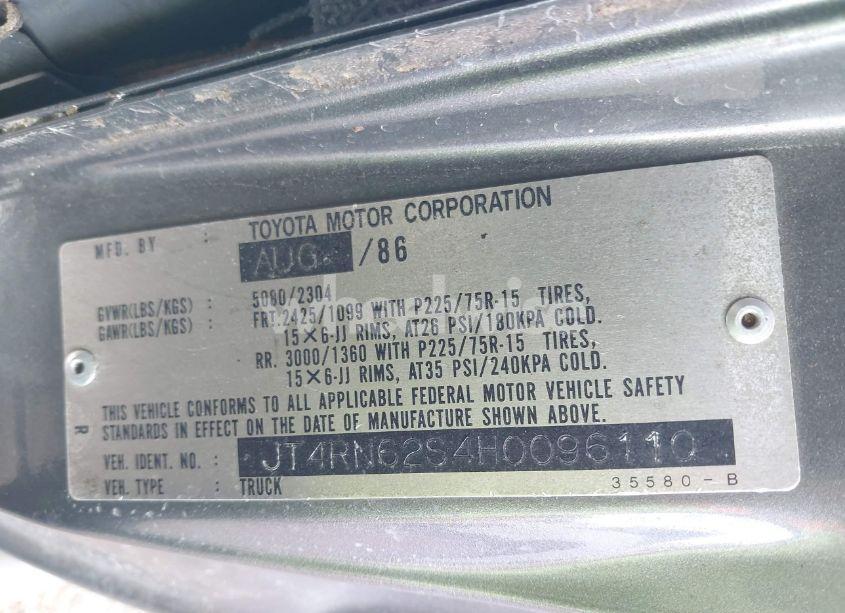 MFD. BY : TOYOTA MOTOR CORPORATION
AUG. /86
GVWR(LBS/KGS) : 5080/2304
GAWR(LBS/KGS) : FRT. 2425/1099 WITH P225/75R-15 TIRES,
15×6-JJ RIMS, AT26 PSI/180KPA COLD.
RR. 3000/1360 WITH P225/75R-15 TIRES,
15×6-JJ RIMS, AT35 PSI/240KPA COLD.
THIS VEHICLE CONFORMS TO ALL APPLICABLE FEDERAL MOTOR VEHICLE SAFETY
R STANDARDS IN EFFECT ON THE DATE OF MANUFACTURE SHOWN ABOVE.
VEH. IDENT. NO. : JT4RN62S4H0096110
VEH. TYPE : TRUCK 35580-B